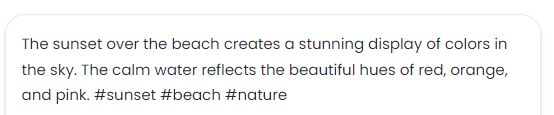 The sunset over the beach creates a stunning display of colors in
the sky. The calm water reflects the beautiful hues of red, orange,
and pink. #sunset #beach #nature